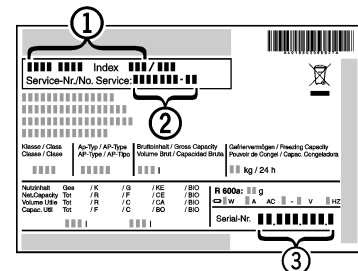 1
Index /
Service-Nr./No. Service: -
2
Klasse / Class
Classe / Clase
Ap-Typ / AP-Type
AP-Type / AP-Tipo
Bruttoinhalt / Gross Capacity
Volume Brut / Capacidad Bruta
l
Gefriervermögen / Freezing Capacity
Pouvoir de Congel / Capac. Congeladora
kg / 24 h
Nutzinhalt Ges / K / G / KE / BIO
Net.Capacity Tot / R / F / CE / BIO
Volume Utile Tot / R / C / CA / BIO
Capac. Util Tot / F / C / BO / BIO
l l
R 600a: g
W A AC - V HZ
Serial-Nr.
3